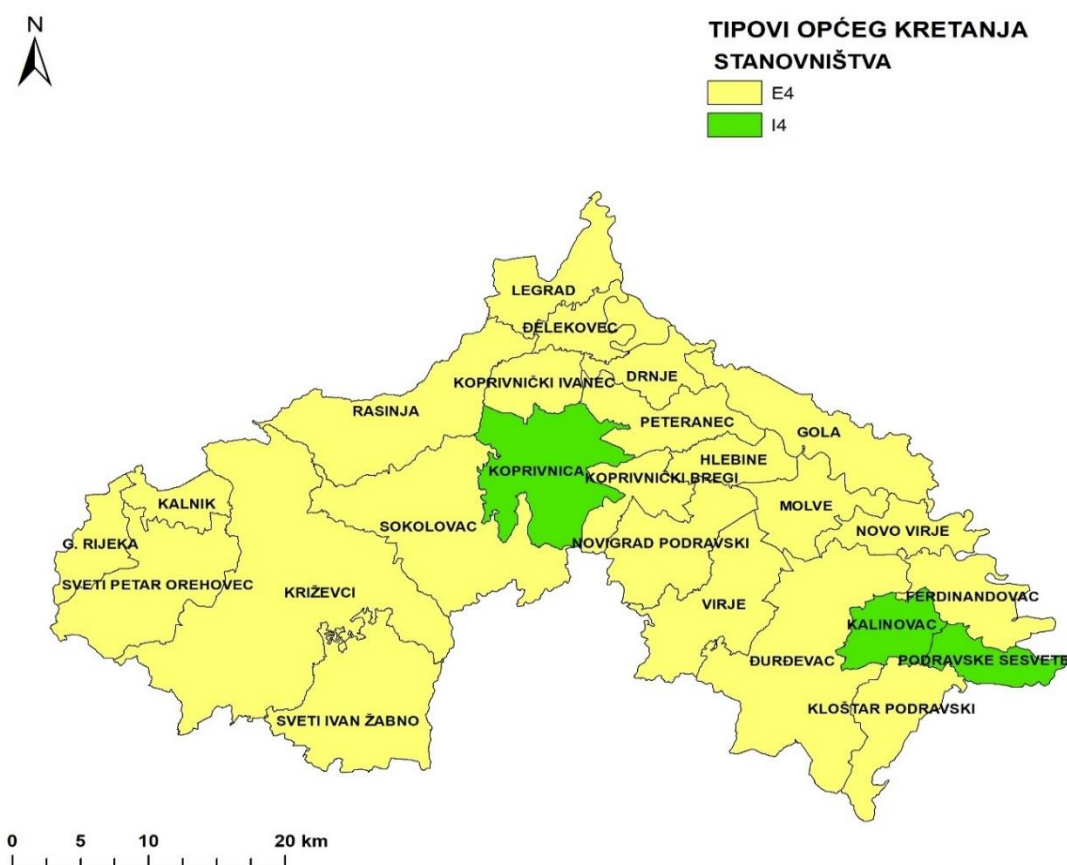 N
TIPOVI OPĆEG KRETANJA
STANOVNIŠTVA
E4
I4
LEGRAD
ĐELEKOVEC
KOPRIVNIČKI IVANEC
DRNJE
RASINJA
PETERANEC
GOLA
HLEBINE
KOPRIVNICA
KOPRIVNIČKI BREGI
KALNIK
MOLVE
SOKOLOVAC
NOVO VIRJE
G. RIJEKA
NOVIGRAD PODRAVSKI
SVETI PETAR OREHOVEC
KRIŽEVCI
FERDINANDOVAC
VIRJE
KALINOVAC
ĐURĐEVAC
PODRAVSKE SESVETE
KLOŠTAR PODRAVSKI
SVETI IVAN ŽABNO
0 5 10 20 km